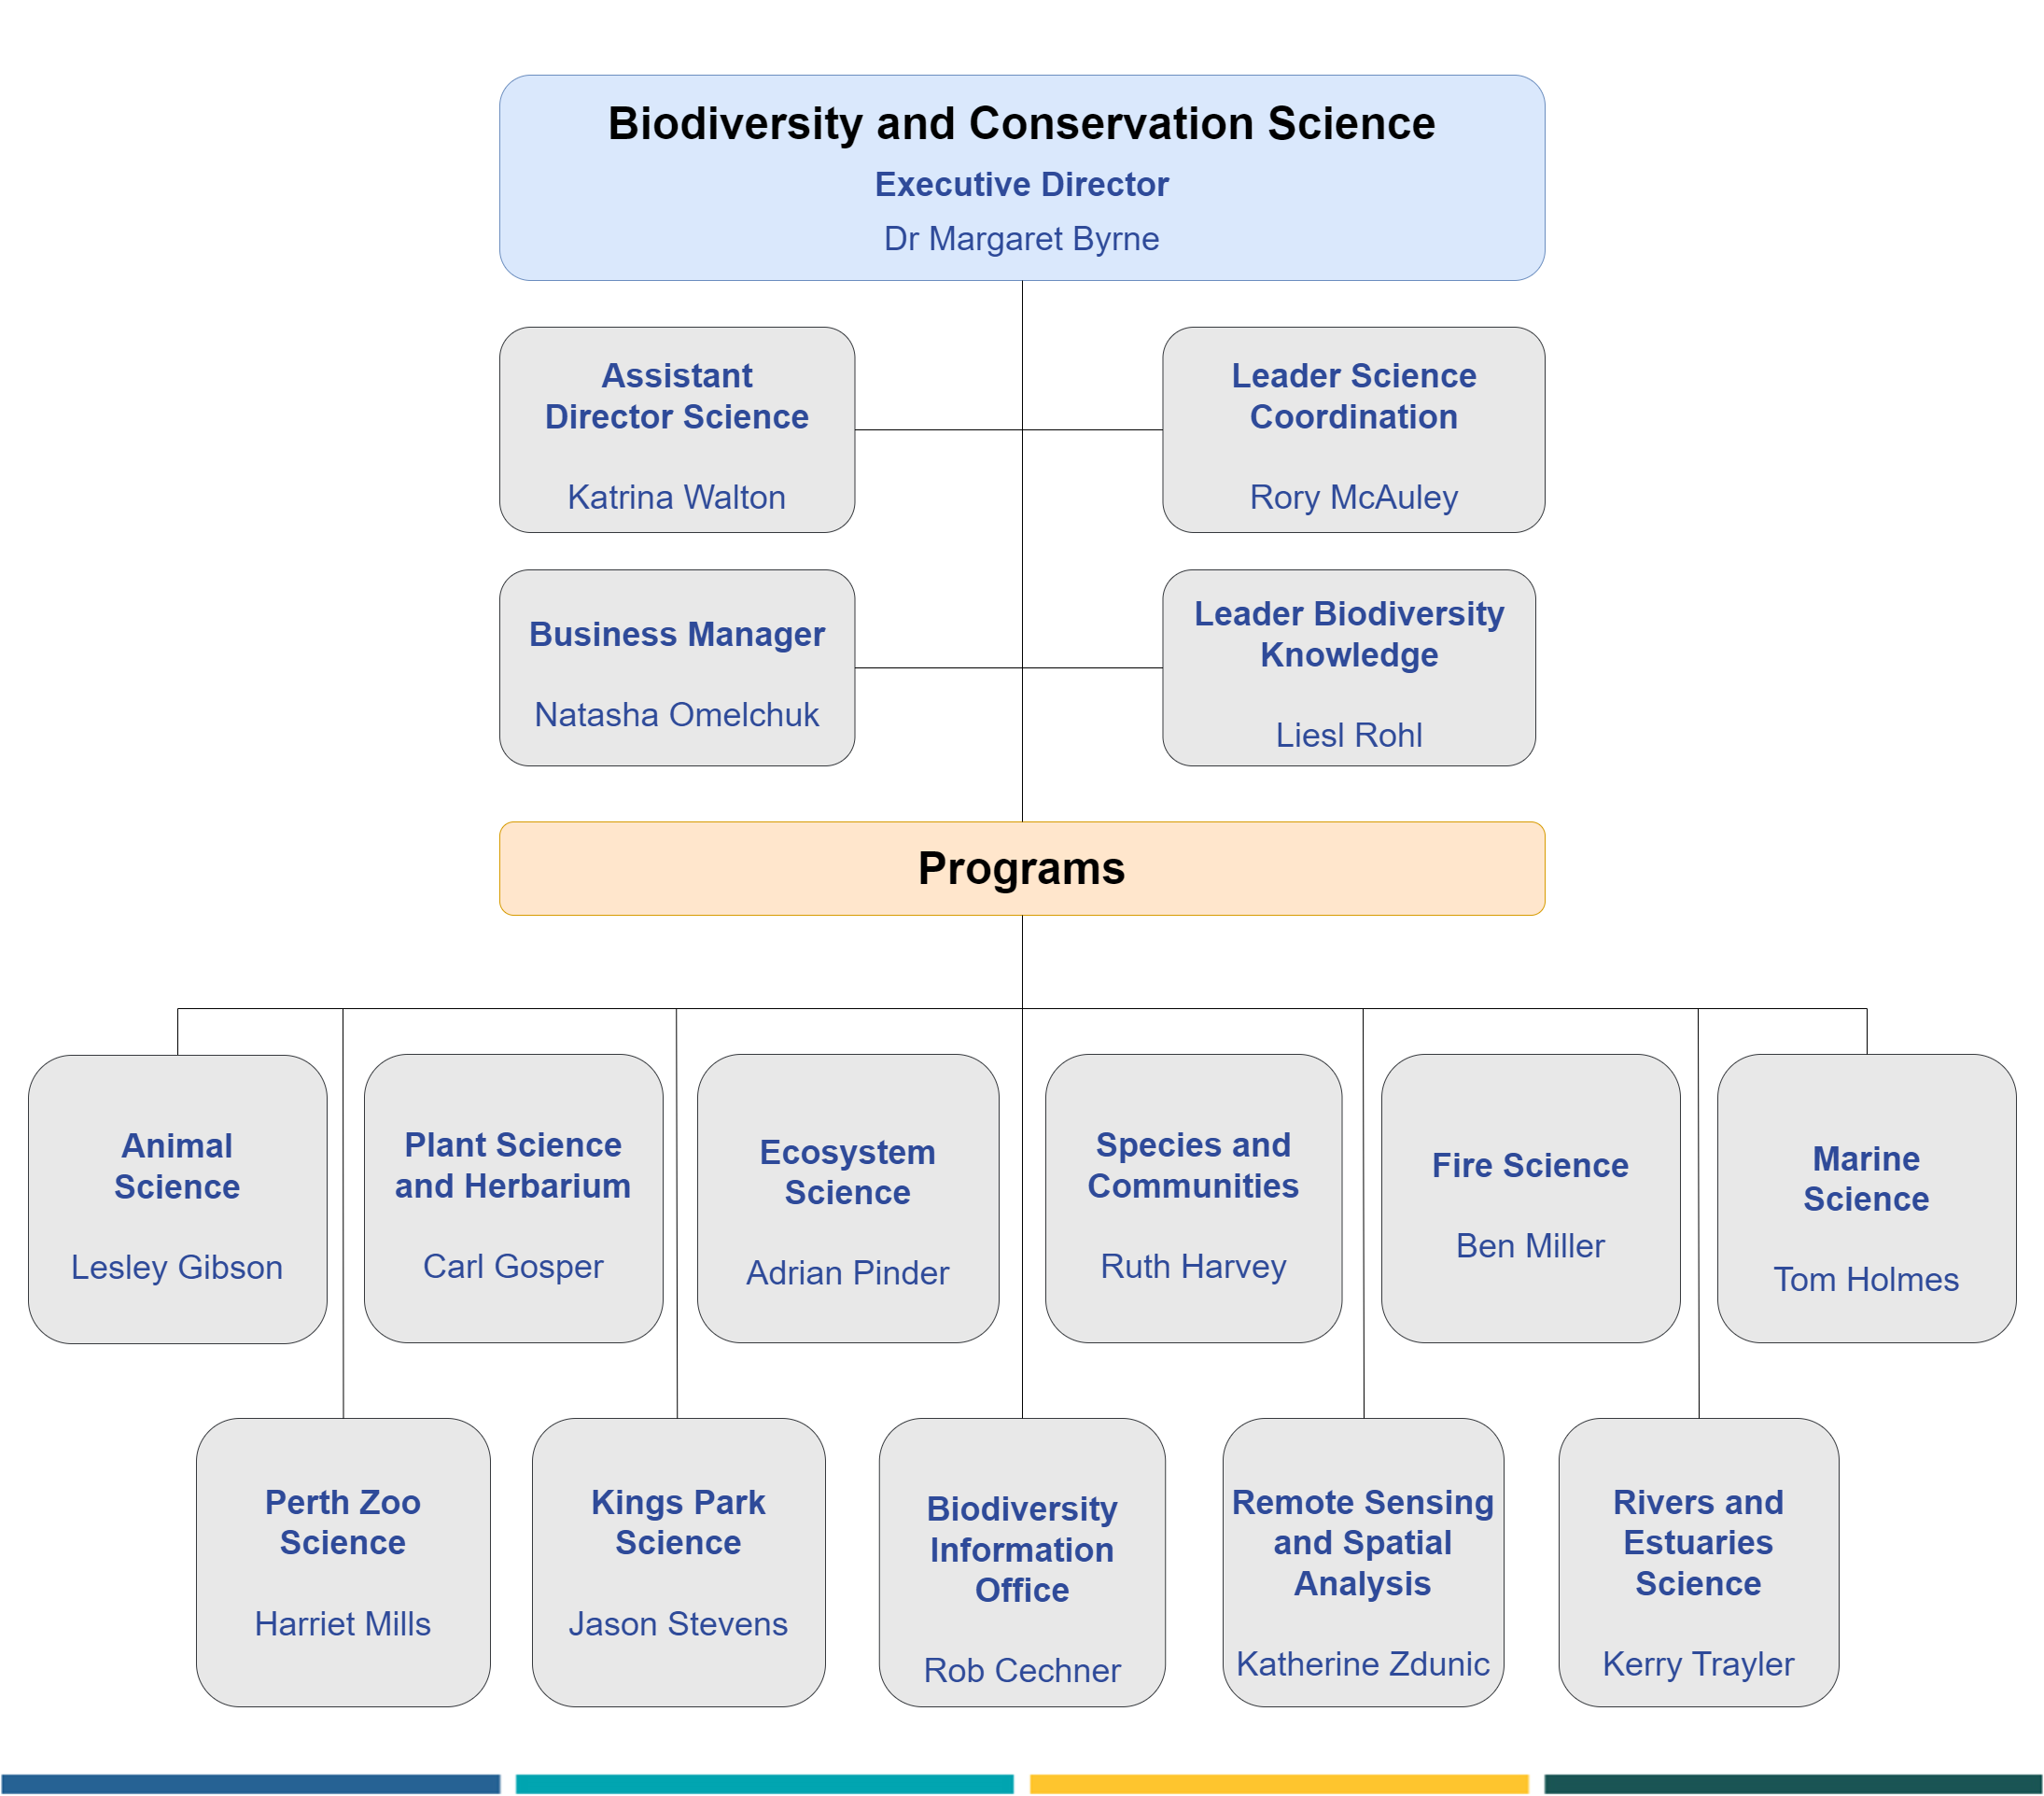 Biodiversity and Conservation Science
Executive Director
Dr Margaret Byrne
Assistant
Director Science
Katrina Walton
Leader Science
Coordination
Rory McAuley
Business Manager
Natasha Omelchuk
Leader Biodiversity
Knowledge
Liesl Rohl
Programs
Animal
Science
Lesley Gibson
Plant Science
and Herbarium
Carl Gosper
Ecosystem
Science
Adrian Pinder
Species and
Communities
Ruth Harvey
Fire Science
Ben Miller
Marine
Science
Tom Holmes
Perth Zoo
Science
Harriet Mills
Kings Park
Science
Jason Stevens
Biodiversity
Information
Office
Rob Cechner
Remote Sensing
and Spatial
Analysis
Katherine Zdunic
Rivers and
Estuaries
Science
Kerry Trayler